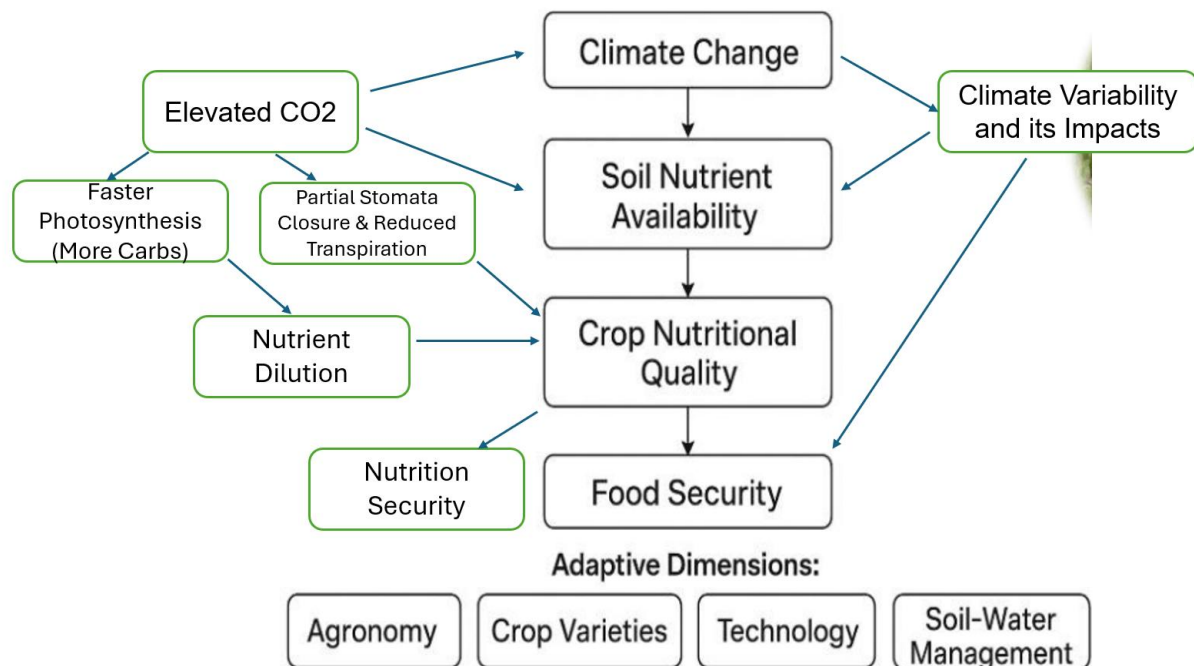 Climate Change
Elevated CO2
Climate Variability
and its Impacts
Faster
Photosynthesis
(More Carbs)
Partial Stomata
Closure & Reduced
Transpiration
Soil Nutrient
Availability
Nutrient
Dilution
Crop Nutritional
Quality
Nutrition
Security
Food Security
Adaptive Dimensions:
Agronomy
Crop Varieties
Technology
Soil-Water
Management